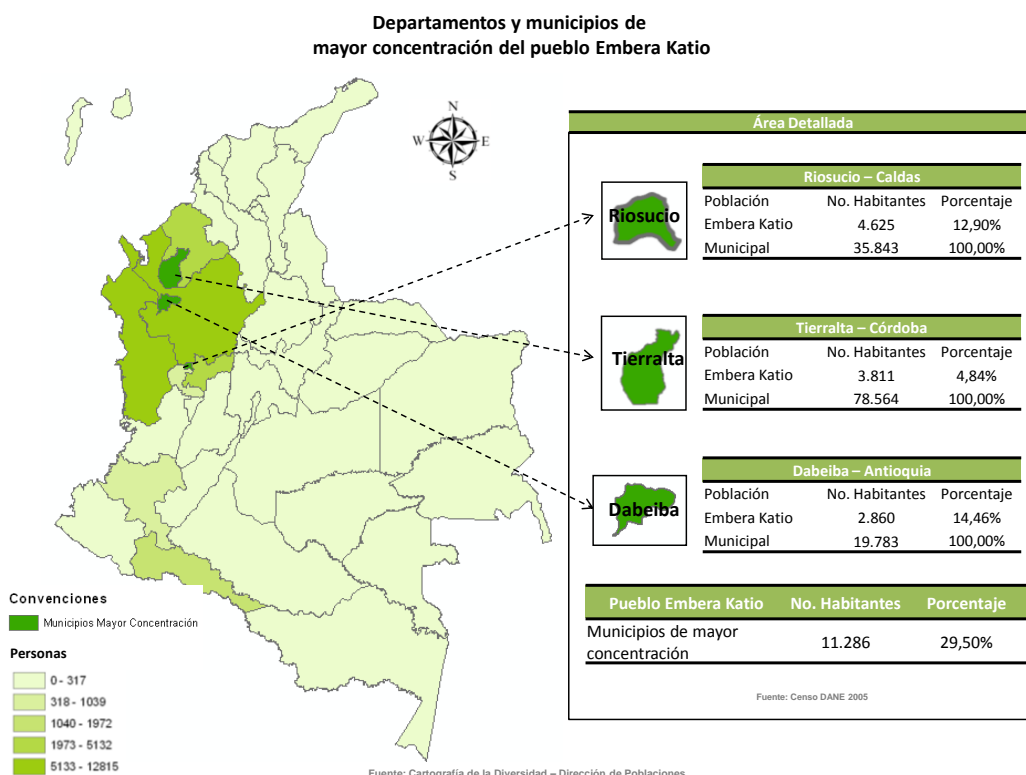 Departamentos y municipios de
mayor concentración del pueblo Embera Katio
N
W
E
S
Área Detallada
Riosucio
Riosucio – Caldas
Población No. Habitantes Porcentaje
Embera Katio 4.625 12,90%
Municipal 35.843 100,00%
Tierralta
Tierralta – Córdoba
Población No. Habitantes Porcentaje
Embera Katio 3.811 4,84%
Municipal 78.564 100,00%
Dabeiba
Dabeiba – Antioquia
Población No. Habitantes Porcentaje
Embera Katio 2.860 14,46%
Municipal 19.783 100,00%
Pueblo Embera Katio No. Habitantes Porcentaje
Municipios de mayor
concentración 11.286 29,50%
Fuente: Censo DANE 2005
Convenciones
Municipios Mayor Concentración
Personas
0 - 317
318 - 1039
1040 - 1972
1973 - 5132
5133 - 12815
Fuente: Cartografía de la Diversidad – Dirección de Poblaciones